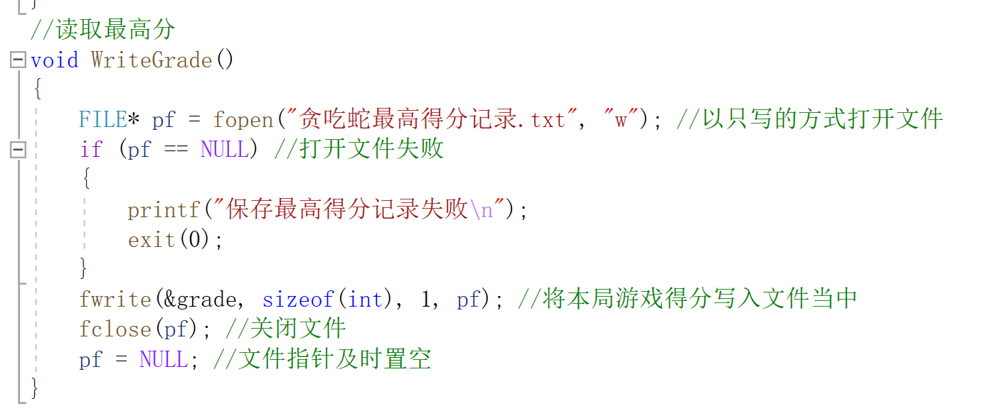 }
//读取最高分
void WriteGrade()
{
    FILE* pf = fopen("贪吃蛇最高得分记录.txt", "w"); //以只写的方式打开文件
    if (pf == NULL) //打开文件失败
    {
        printf("保存最高得分记录失败\n");
        exit(0);
    }
    fwrite(&grade, sizeof(int), 1, pf); //将本局游戏得分写入文件当中
    fclose(pf); //关闭文件
    pf = NULL; //文件指针及时置空
}